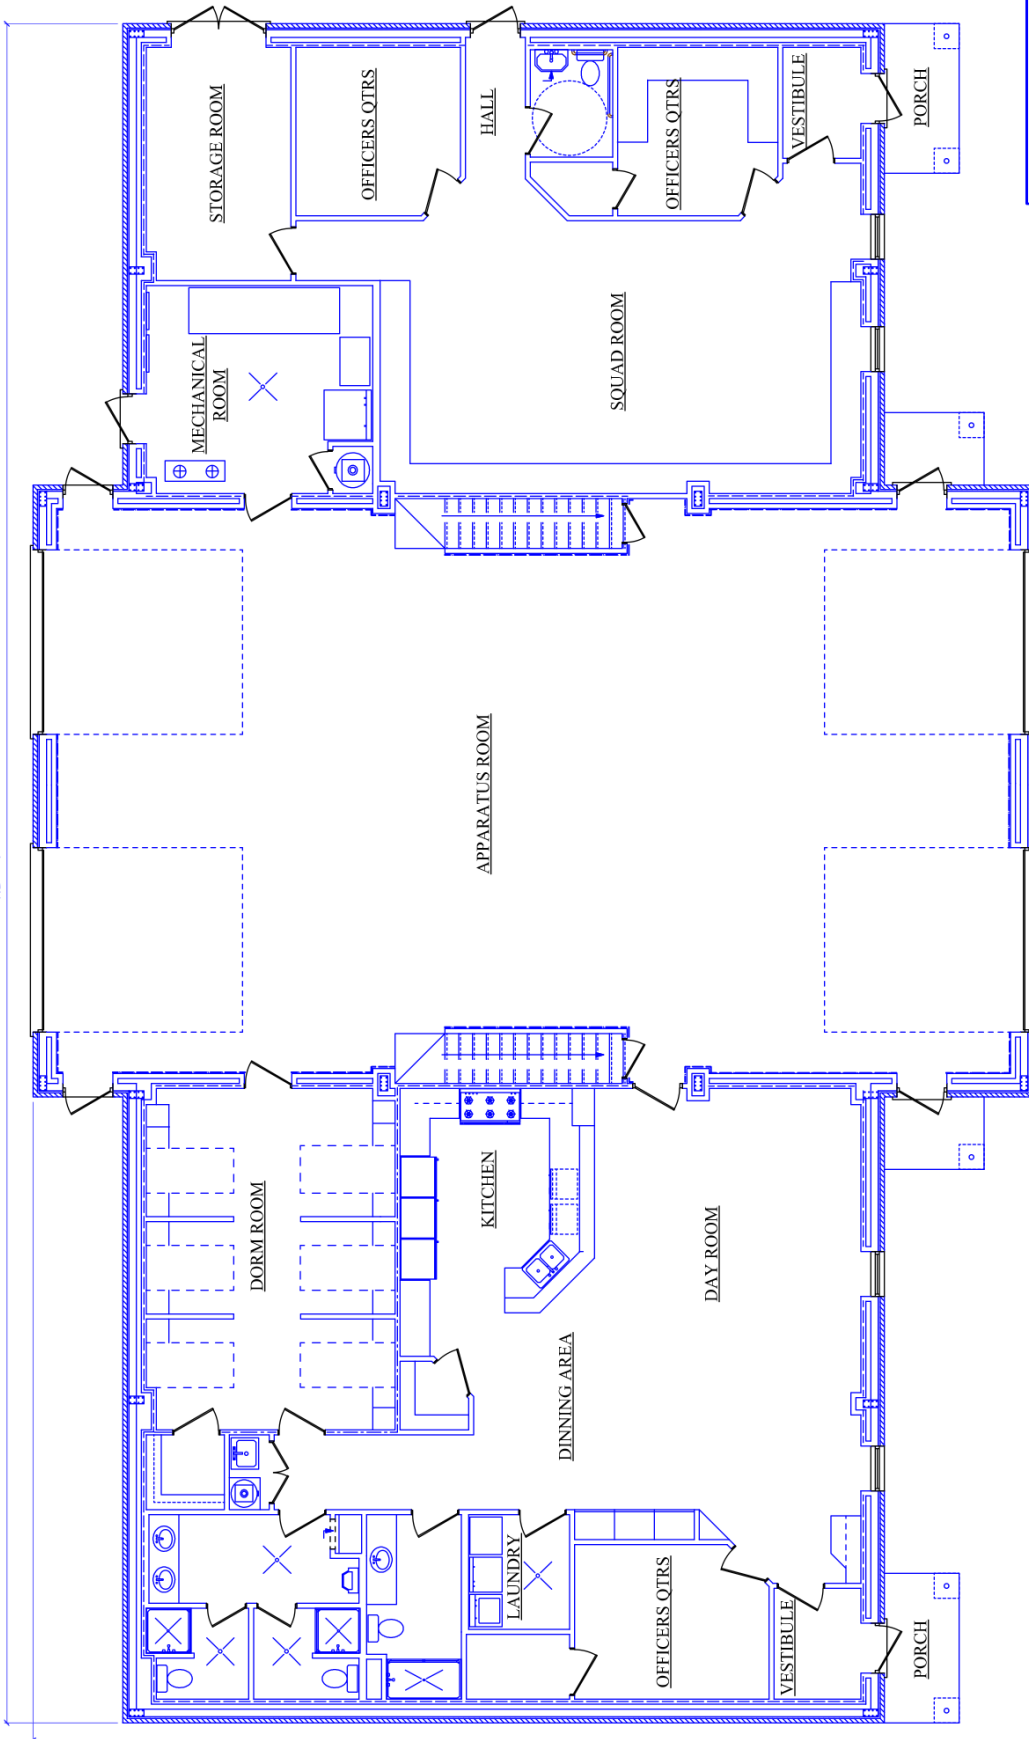 STORAGE ROOM
OFFICERS QTRS
HALL
OFFICERS QTRS
VESTIBULE
PORCH
MECHANICAL
ROOM
SQUAD ROOM
APPARATUS ROOM
DORM ROOM
KITCHEN
DAY ROOM
DINNING AREA
LAUNDRY
OFFICERS QTRS
VESTIBULE
PORCH